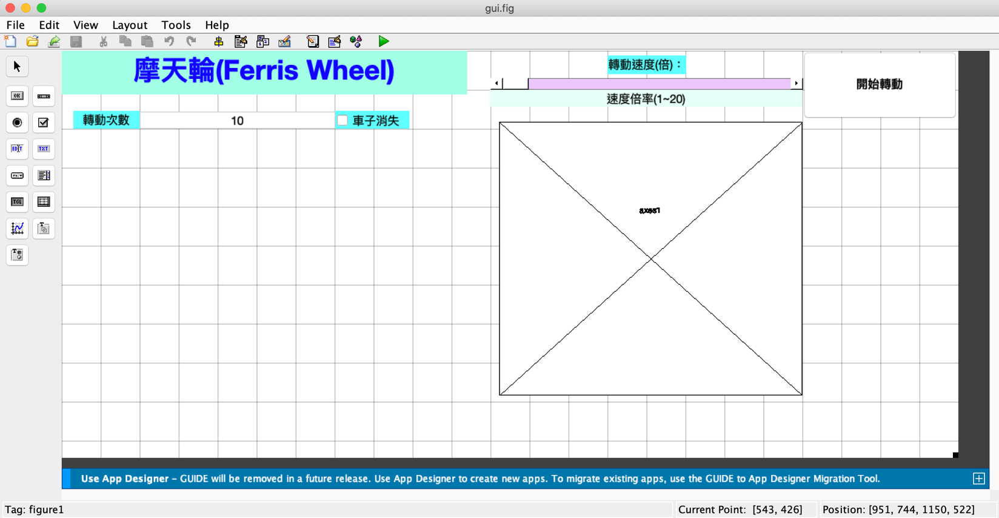 gui.fig
File Edit View Layout Tools Help
摩天輪(Ferris Wheel)
轉動速度(倍)：
開始轉動
速度倍率(1~20)
轉動次數
10
車子消失
OK
EDIT
TXT
TGL
axes1
Use App Designer – GUIDE will be removed in a future release. Use App Designer to create new apps. To migrate existing apps, use the GUIDE to App Designer Migration Tool.
Tag: figure1
Current Point: [543, 426]
Position: [951, 744, 1150, 522]